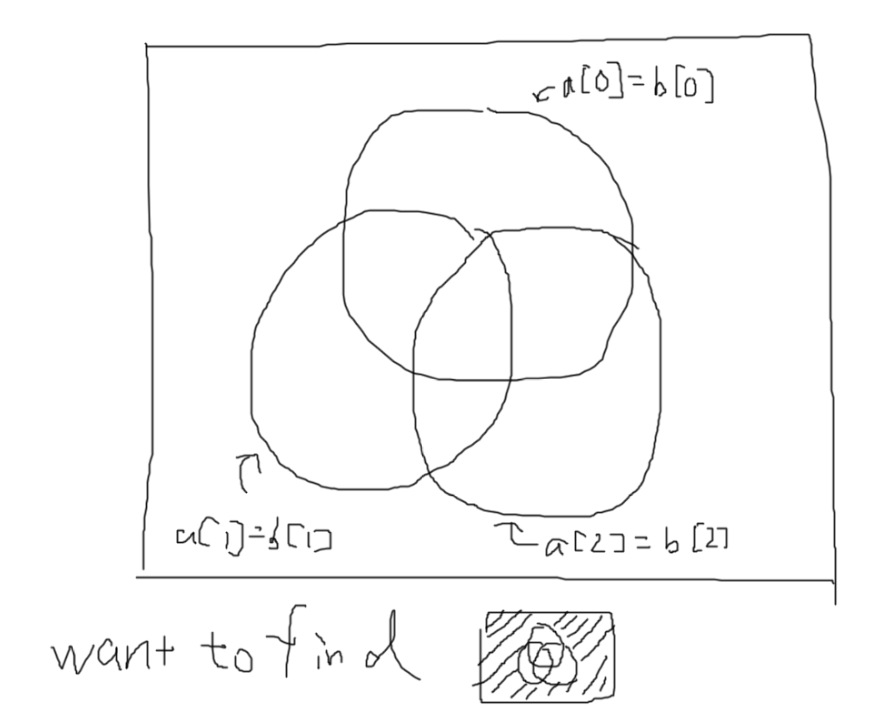 a[0]=b[0]
a[1]=b[1]
a[2]=b[2]
want to find